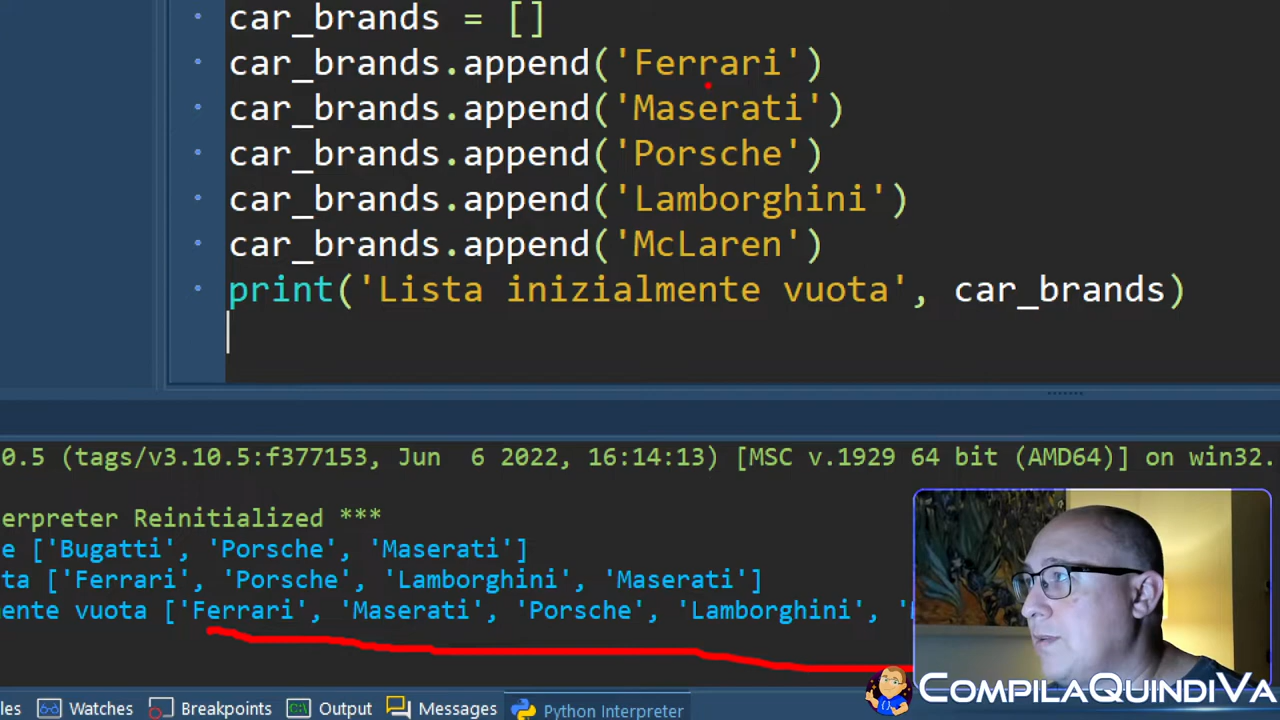 car_brands = []
car_brands.append('Ferrari')
car_brands.append('Maserati')
car_brands.append('Porsche')
car_brands.append('Lamborghini')
car_brands.append('McLaren')
print('Lista inizialmente vuota', car_brands)
0.5 (tags/v3.10.5:f377153, Jun 6 2022, 16:14:13) [MSC v.1929 64 bit (AMD64)] on win32.
erpreter Reinitialized ***
e ['Bugatti', 'Porsche', 'Maserati']
ta ['Ferrari', 'Porsche', 'Lamborghini', 'Maserati']
ente vuota ['Ferrari', 'Maserati', 'Porsche', 'Lamborghini', '
COMPILAQUINDIVA
les Watches Breakpoints Output Messages Python Interpreter